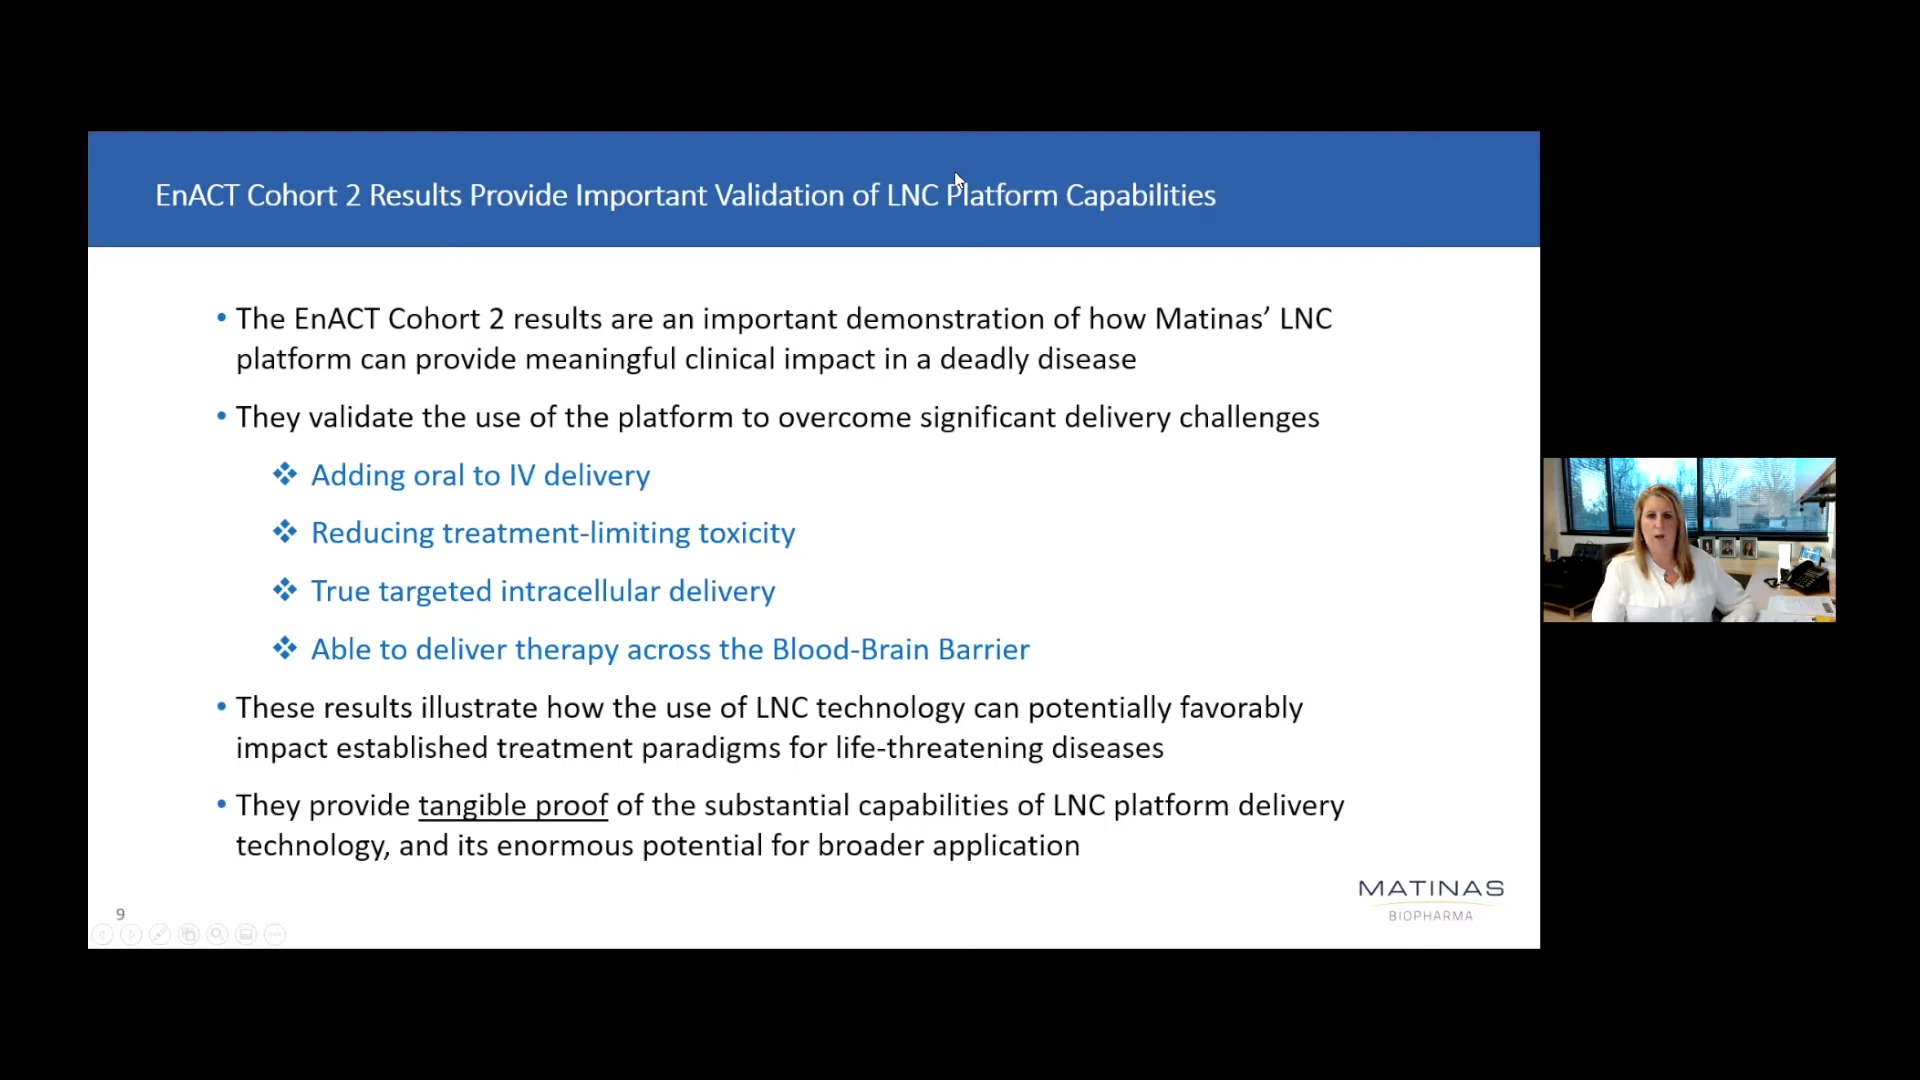 EnACT Cohort 2 Results Provide Important Validation of LNC Platform Capabilities
• The EnACT Cohort 2 results are an important demonstration of how Matinas’ LNC
platform can provide meaningful clinical impact in a deadly disease
• They validate the use of the platform to overcome significant delivery challenges
❖ Adding oral to IV delivery
❖ Reducing treatment-limiting toxicity
❖ True targeted intracellular delivery
❖ Able to deliver therapy across the Blood-Brain Barrier
• These results illustrate how the use of LNC technology can potentially favorably
impact established treatment paradigms for life-threatening diseases
• They provide tangible proof of the substantial capabilities of LNC platform delivery
technology, and its enormous potential for broader application
MATINAS
BIOPHARMA
9